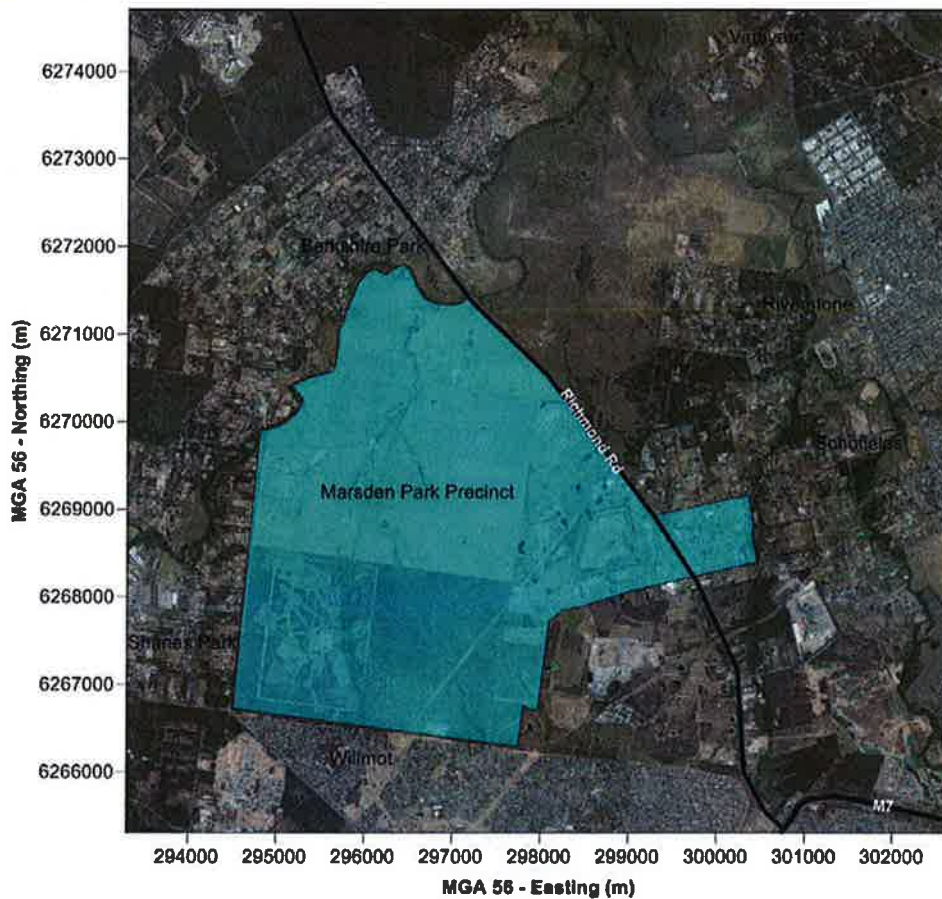 Vineyard
6274000
6273000
6272000
Berkshire Park
Riverstone
6271000
6270000
Richmond Rd
Schofields
Marsden Park Precinct
6269000
6268000
Shanes Park
6267000
Willmot
6266000
M7
MGA 56 - Northing (m)
294000 295000 296000 297000 298000 299000 300000 301000 302000
MGA 56 - Easting (m)